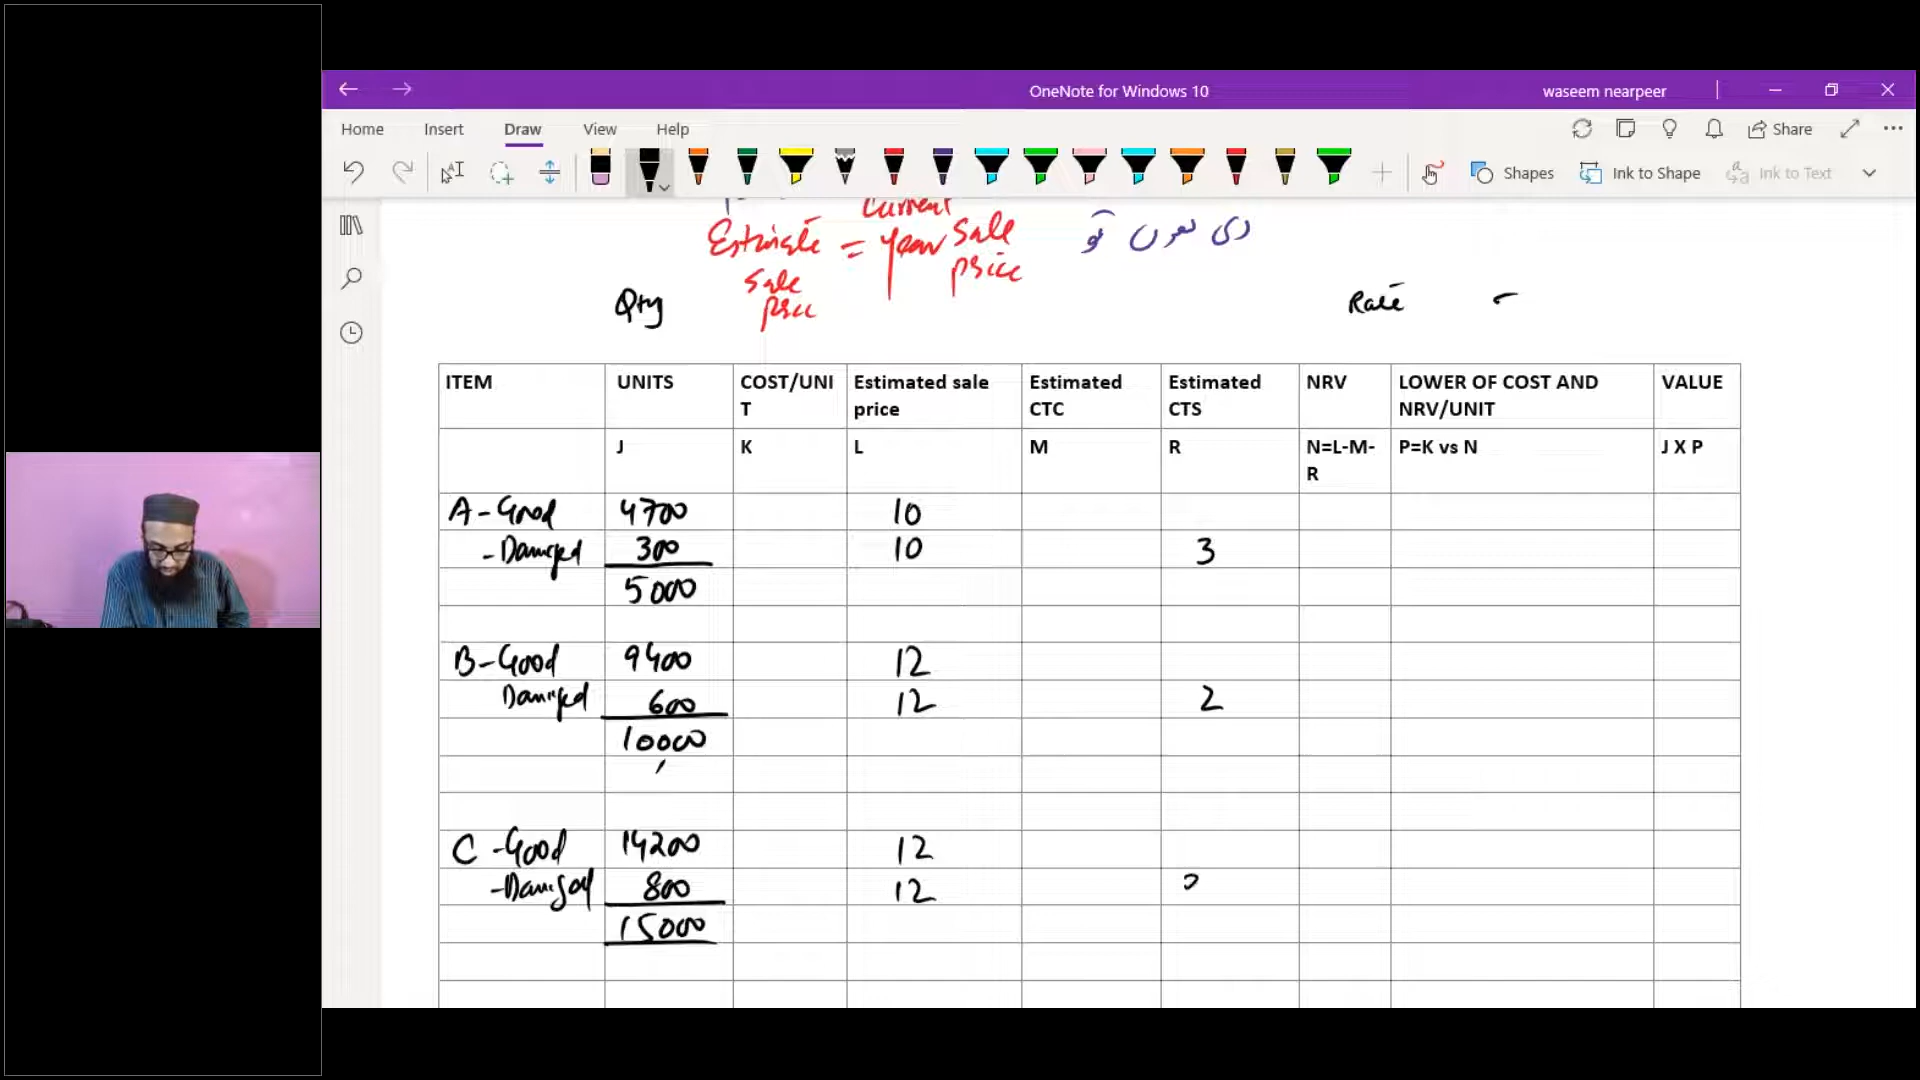 OneNote for Windows 10
waseem nearpeer
Home Insert Draw View Help
Share
Shapes Ink to Shape Ink to Text
Current
Estimate = year sale
sale price
price
Qty
Rate
ITEM UNITS COST/UNI Estimated sale Estimated Estimated NRV LOWER OF COST AND VALUE
T price CTC CTS NRV/UNIT
J K L M R N=L-M- P=K vs N J X P
R
A - Good 4700 10
- Damaged 300 10 3
5000
B - Good 9400 12
Damaged 600 12 2
10000
C - Good 14200 12
- Damaged 800 12
15000